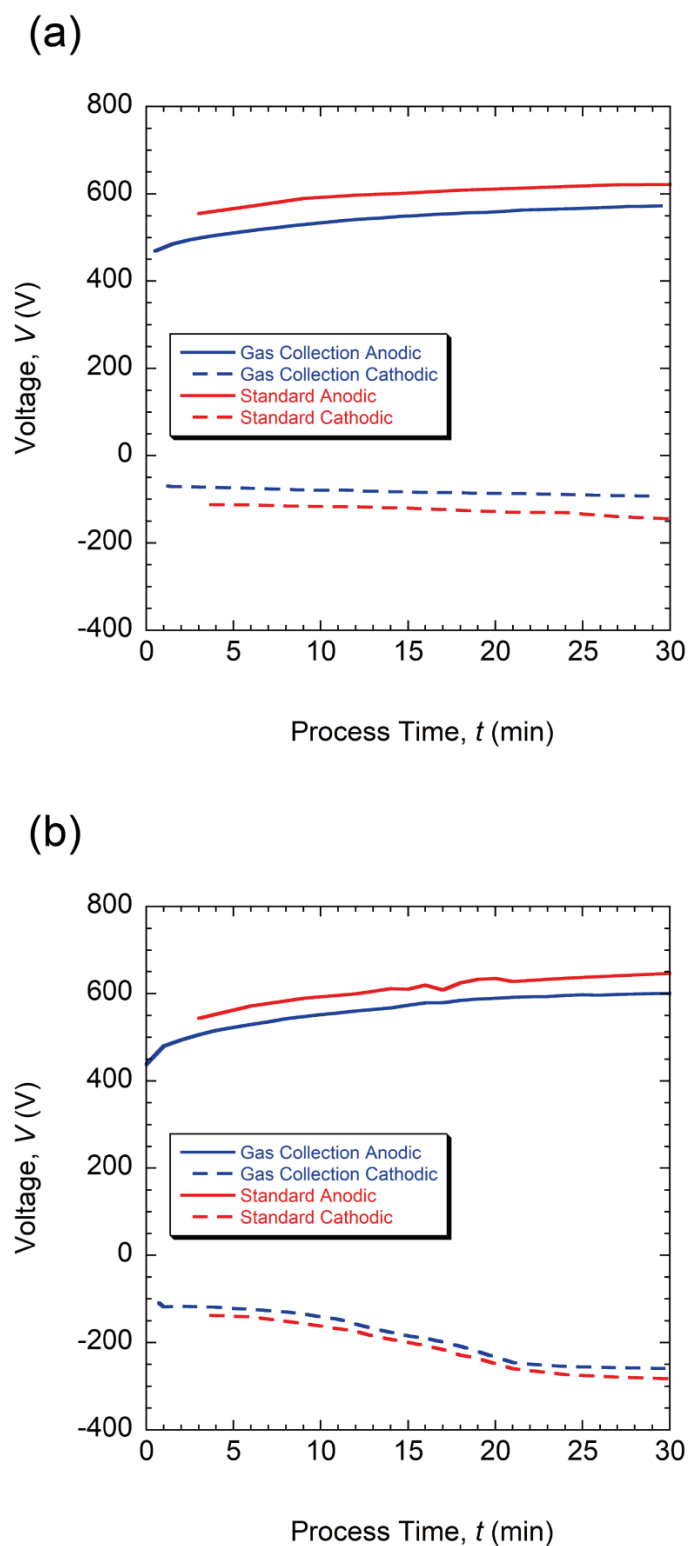 (a)
800
600
400
200
0
-200
-400
Voltage, V (V)
Gas Collection Anodic
Gas Collection Cathodic
Standard Anodic
Standard Cathodic
0 5 10 15 20 25 30
Process Time, t (min)
(b)
800
600
400
200
0
-200
-400
Voltage, V (V)
Gas Collection Anodic
Gas Collection Cathodic
Standard Anodic
Standard Cathodic
0 5 10 15 20 25 30
Process Time, t (min)